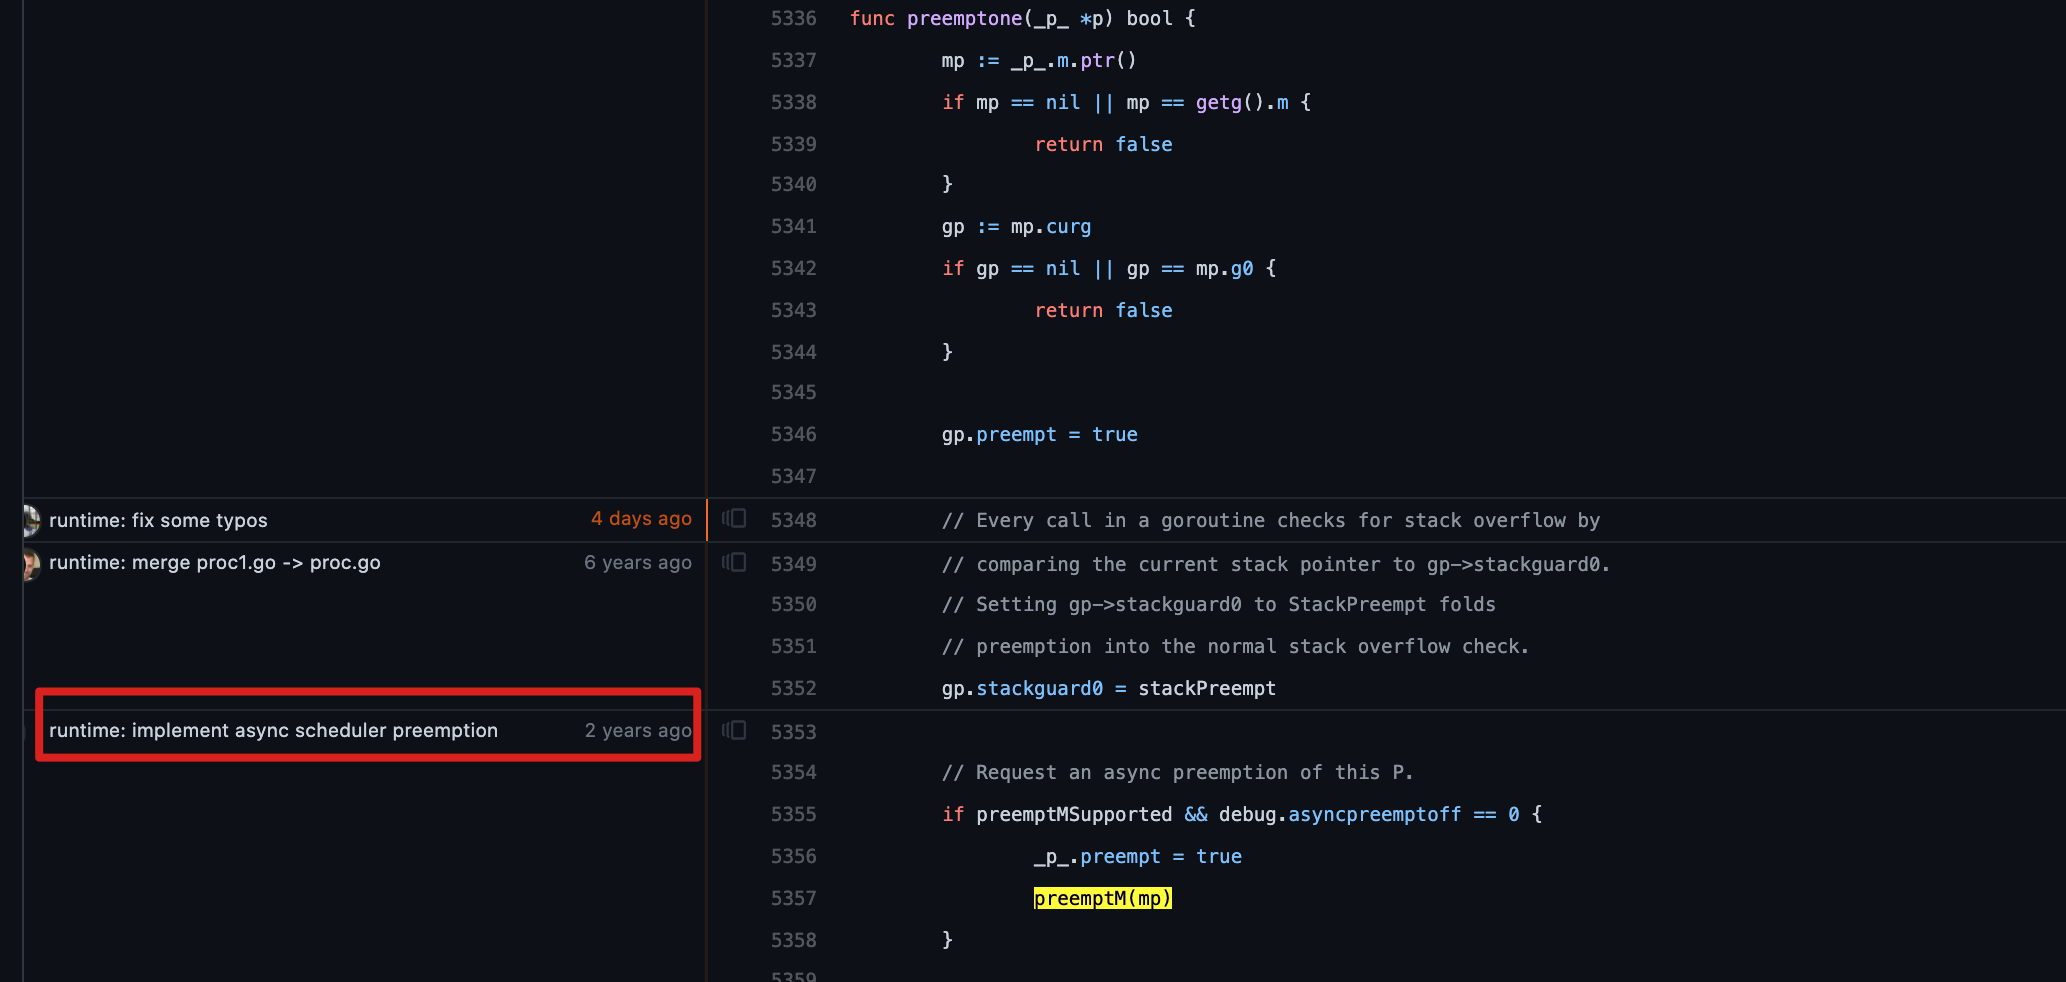 5336 func preemptone(_p_ *p) bool {
5337 mp := _p_.m.ptr()
5338 if mp == nil || mp == getg().m {
5339 return false
5340 }
5341 gp := mp.curg
5342 if gp == nil || gp == mp.g0 {
5343 return false
5344 }
5345
5346 gp.preempt = true
5347
runtime: fix some typos 4 days ago 5348 // Every call in a goroutine checks for stack overflow by
runtime: merge proc1.go -> proc.go 6 years ago 5349 // comparing the current stack pointer to gp->stackguard0.
5350 // Setting gp->stackguard0 to StackPreempt folds
5351 // preemption into the normal stack overflow check.
5352 gp.stackguard0 = stackPreempt
runtime: implement async scheduler preemption 2 years ago 5353
5354 // Request an async preemption of this P.
5355 if preemptMSupported && debug.asyncpreemptoff == 0 {
5356 _p_.preempt = true
5357 preemptM(mp)
5358 }
5359